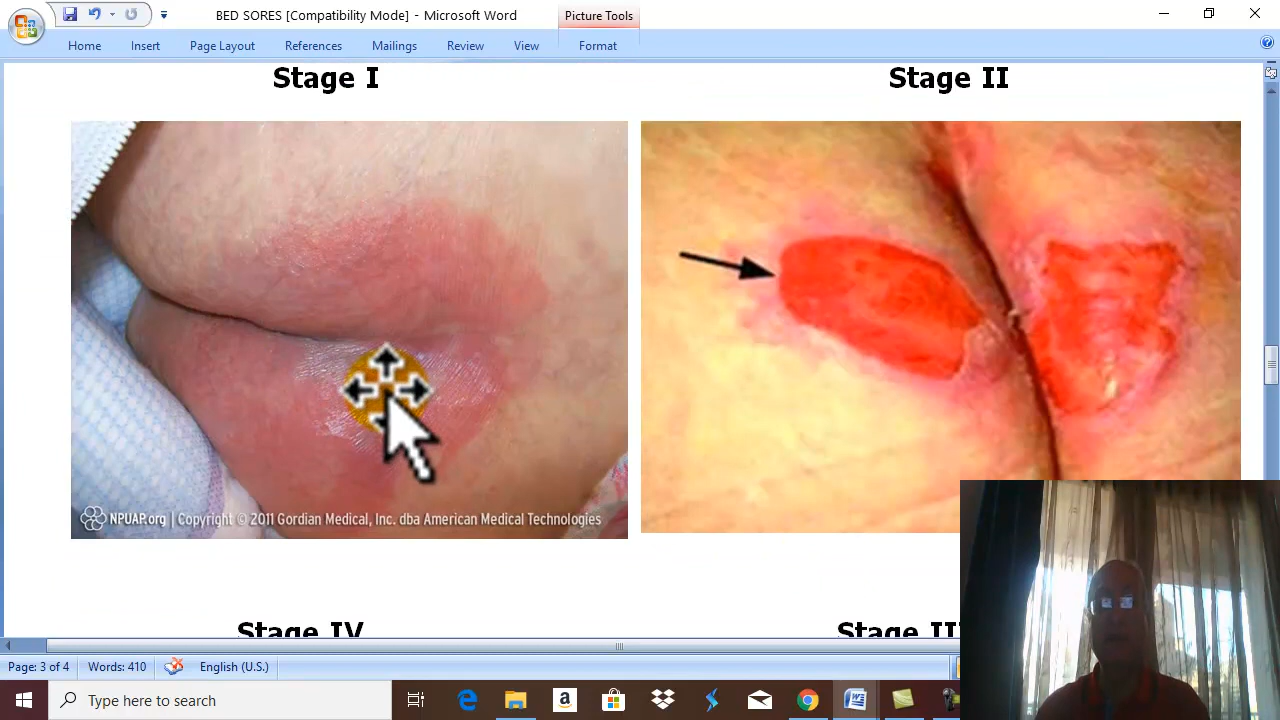 BED SORES [Compatibility Mode] - Microsoft Word
Picture Tools
Home Insert Page Layout References Mailings Review View Format
Stage I
Stage II
NPUAP.org | Copyright © 2011 Gordian Medical, Inc. dba American Medical Technologies
Stage IV
Stage III
Page: 3 of 4 Words: 410 English (U.S.)
Type here to search